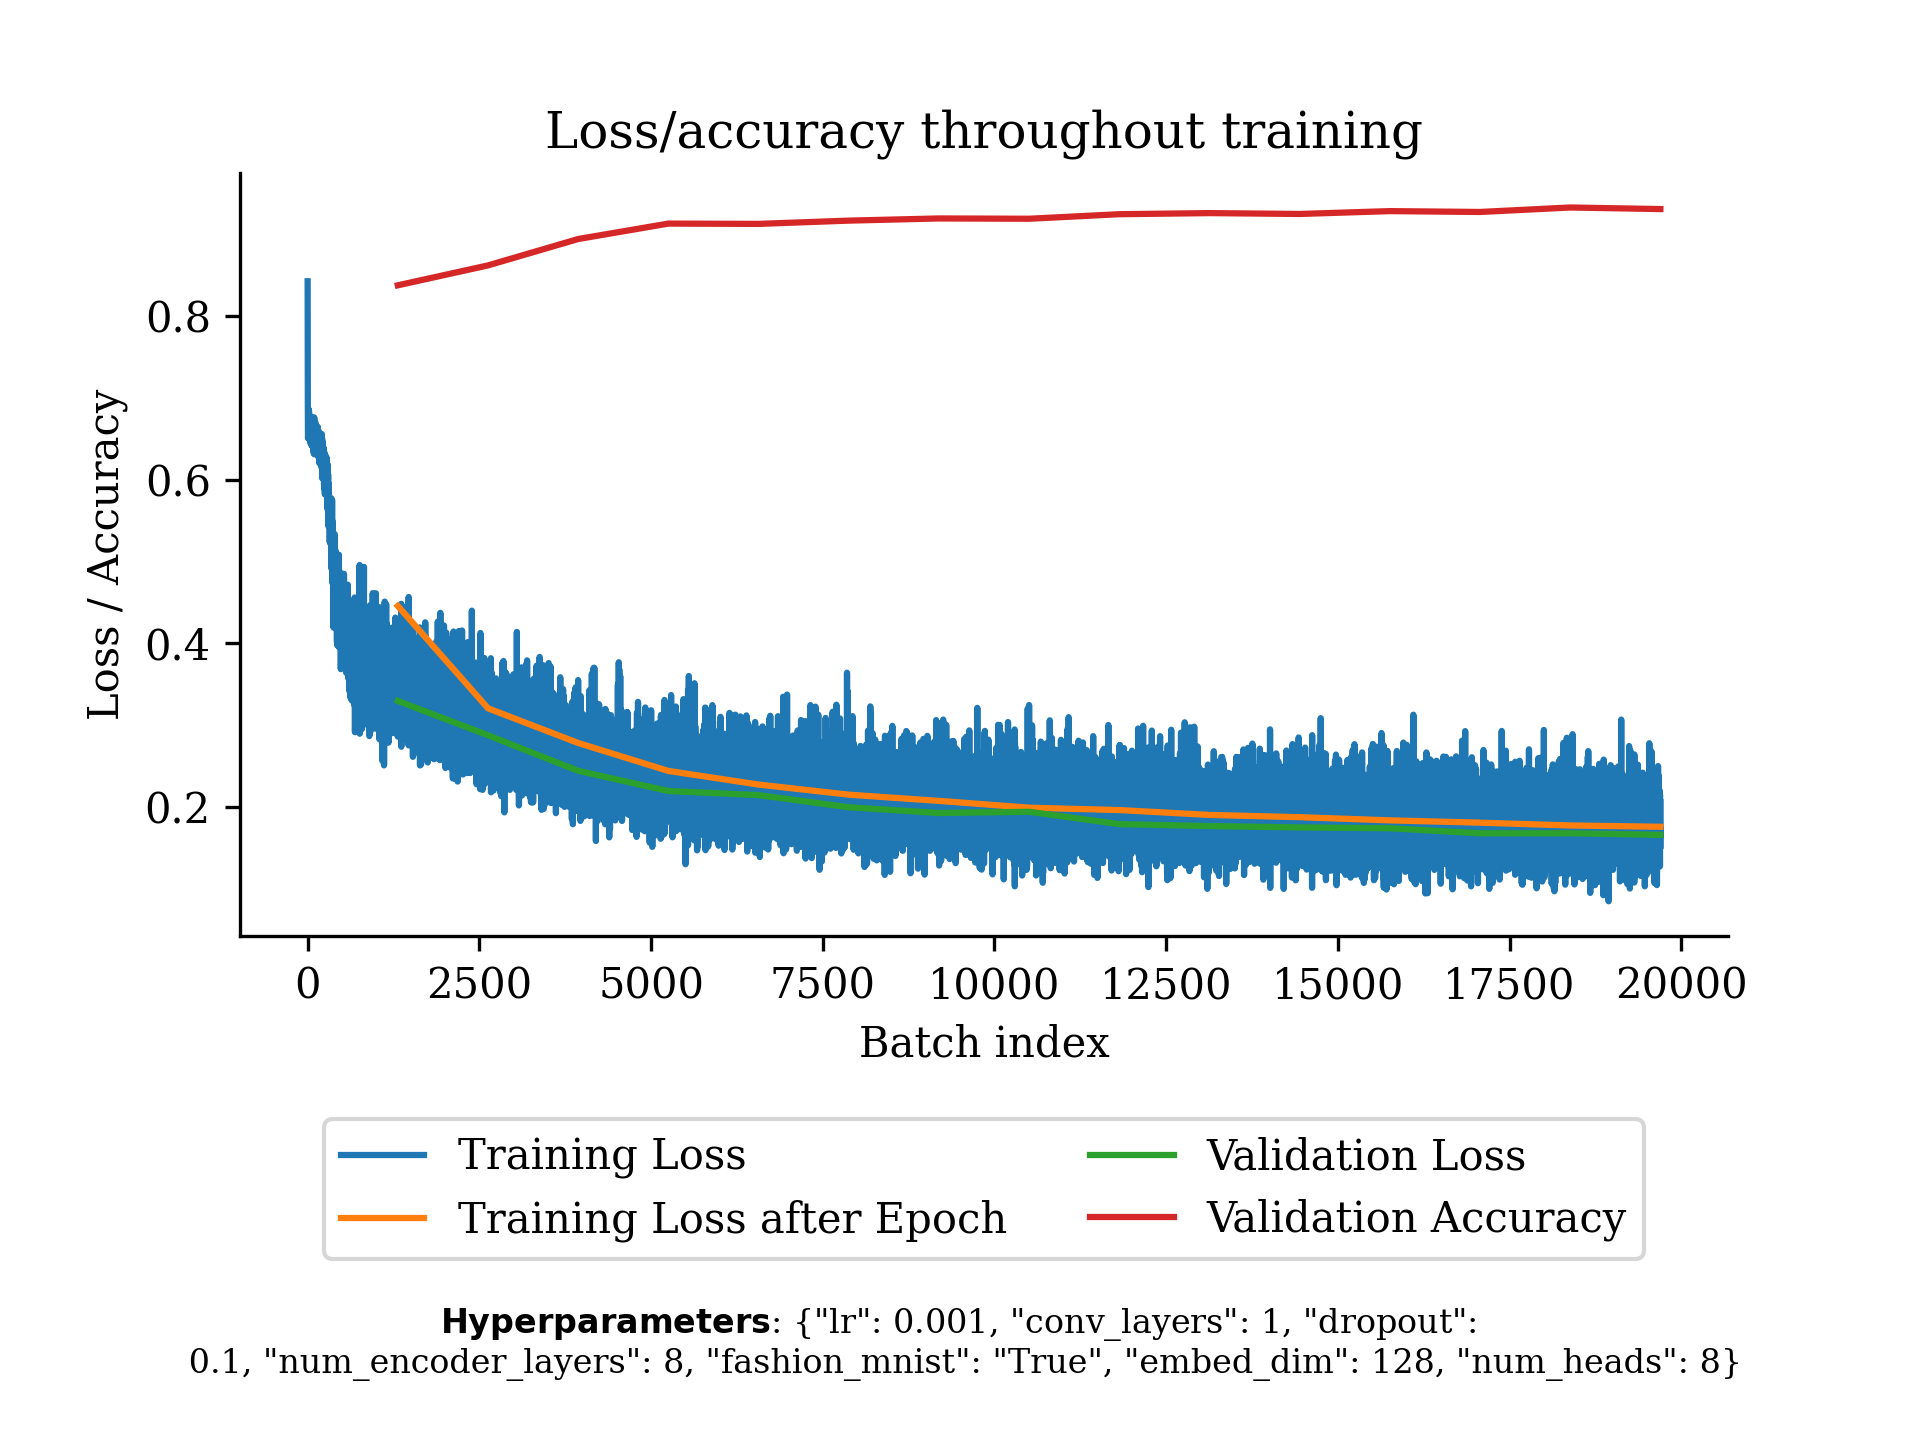 Loss/accuracy throughout training
Loss / Accuracy
0.8
0.6
0.4
0.2
0 2500 5000 7500 10000 12500 15000 17500 20000
Batch index
Training Loss
Training Loss after Epoch
Validation Loss
Validation Accuracy
Hyperparameters: {"lr": 0.001, "conv_layers": 1, "dropout":
0.1, "num_encoder_layers": 8, "fashion_mnist": "True", "embed_dim": 128, "num_heads": 8}